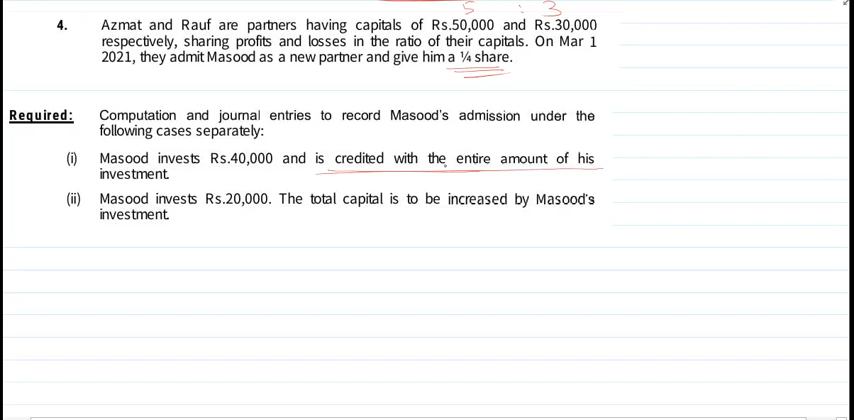 5 : 3
4. Azmat and Rauf are partners having capitals of Rs.50,000 and Rs.30,000
respectively, sharing profits and losses in the ratio of their capitals. On Mar 1
2021, they admit Masood as a new partner and give him a ¼ share.
Required: Computation and journal entries to record Masood's admission under the
following cases separately:
(i) Masood invests Rs.40,000 and is credited with the entire amount of his
investment.
(ii) Masood invests Rs.20,000. The total capital is to be increased by Masood's
investment.